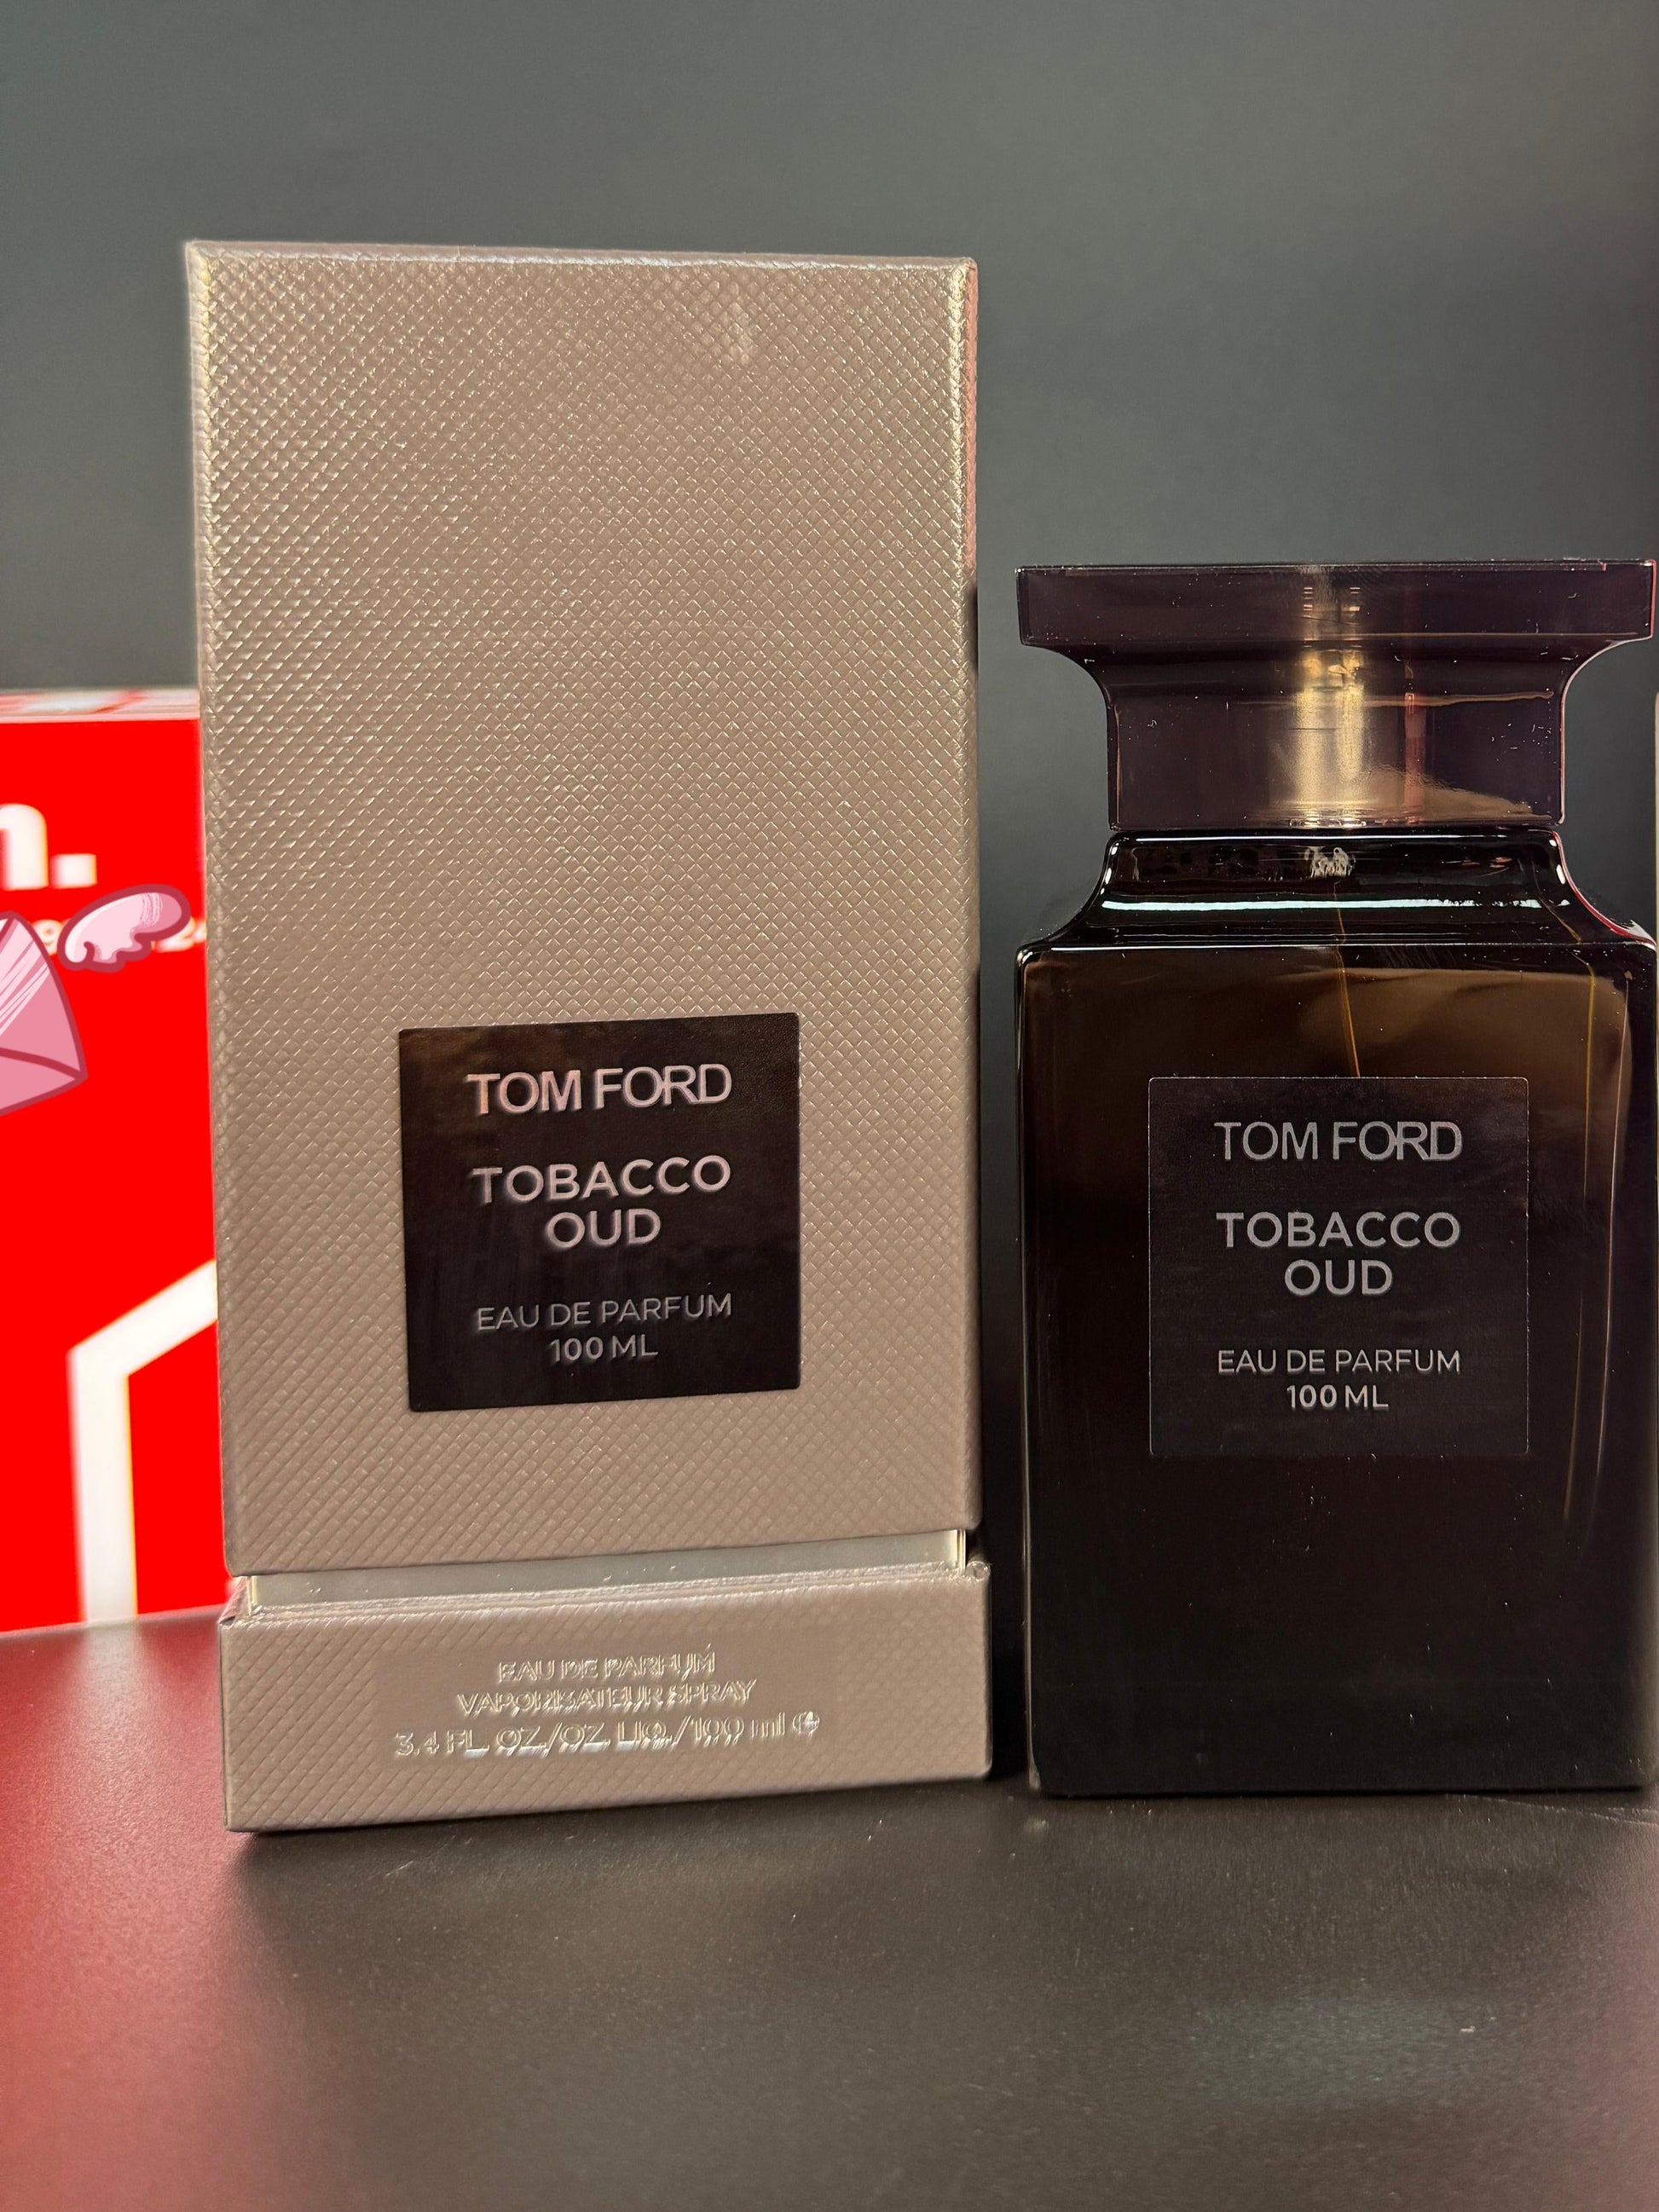 TOM FORD
TOBACCO
OUD
EAU DE PARFUM
100 ML
EAU DE PARFUM
VAPORISATEUR SPRAY
3.4 FL. OZ./OZ. LIQ./100 ml ℮
TOM FORD
TOBACCO
OUD
EAU DE PARFUM
100 ML